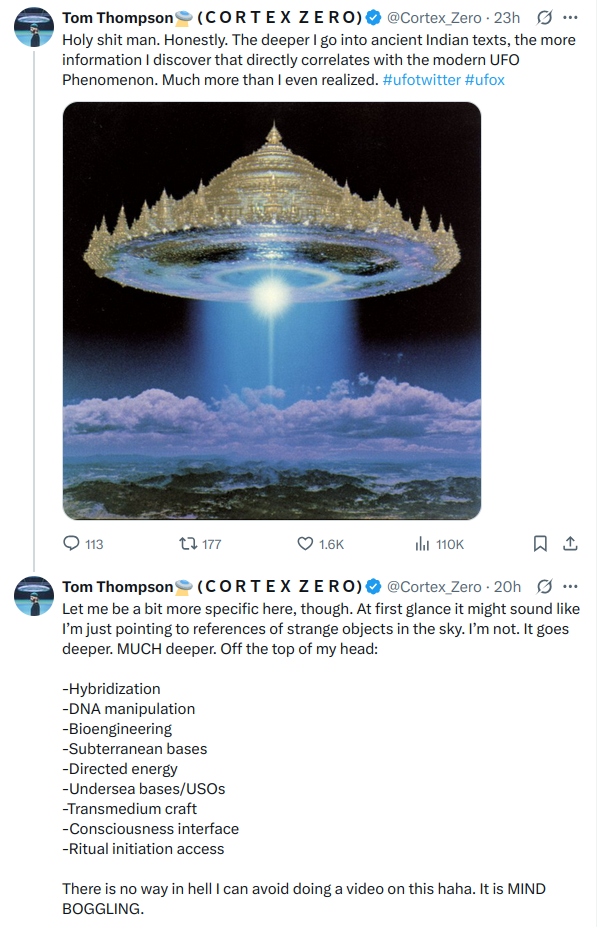 Tom Thompson🛸 (C O R T E X Z E R O) @Cortex_Zero · 23h
Holy shit man. Honestly. The deeper I go into ancient Indian texts, the more
information I discover that directly correlates with the modern UFO
Phenomenon. Much more than I even realized. #ufotwitter #ufox
113 177 1.6K 110K
Tom Thompson🛸 (C O R T E X Z E R O) @Cortex_Zero · 20h
Let me be a bit more specific here, though. At first glance it might sound like
I’m just pointing to references of strange objects in the sky. I’m not. It goes
deeper. MUCH deeper. Off the top of my head:
-Hybridization
-DNA manipulation
-Bioengineering
-Subterranean bases
-Directed energy
-Undersea bases/USOs
-Transmedium craft
-Consciousness interface
-Ritual initiation access
There is no way in hell I can avoid doing a video on this haha. It is MIND
BOGGLING.